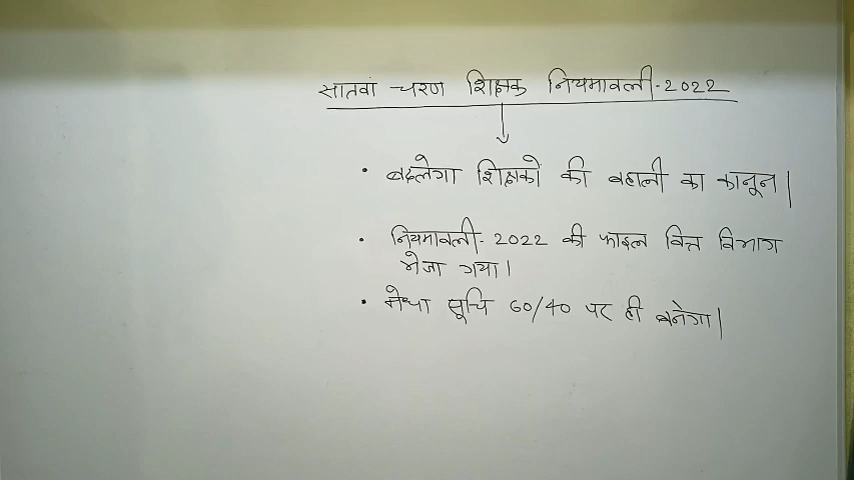 सातवां चरण शिक्षक नियमावली-2022
• बदलेगा शिक्षको की बहाली का कानून।
• नियमावली-2022 की फाइल वित्त विभाग
भेजा गया।
• मेधा सूचि 60/40 पर ही बनेगा।